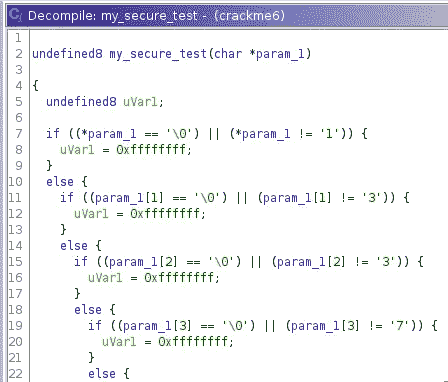 Decompile: my_secure_test - (crackme6)
1
2 undefined8 my_secure_test(char *param_1)
3
4 {
5   undefined8 uVar1;
6
7   if ((*param_1 == '\0') || (*param_1 != '1')) {
8     uVar1 = 0xffffffff;
9   }
10   else {
11     if ((param_1[1] == '\0') || (param_1[1] != '3')) {
12       uVar1 = 0xffffffff;
13     }
14     else {
15       if ((param_1[2] == '\0') || (param_1[2] != '3')) {
16         uVar1 = 0xffffffff;
17       }
18       else {
19         if ((param_1[3] == '\0') || (param_1[3] != '7')) {
20           uVar1 = 0xffffffff;
21         }
22         else {